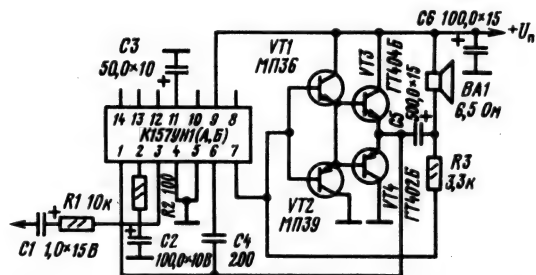 C6 100,0×15
+Uп
C3
50,0×10
VT1
МП36
VT3
ГТ404Б
C5
500,0×15
BA1
6,5 Ом
14 13 12 11 10 9 8
К157УН1(А,Б)
1 2 3 4 5 6 7
R1 10к
R2 100
C1 1,0×15В
C2
100,0×10В
C4
200
VT2
МП39
VT4
ГТ402Б
R3
3,3к